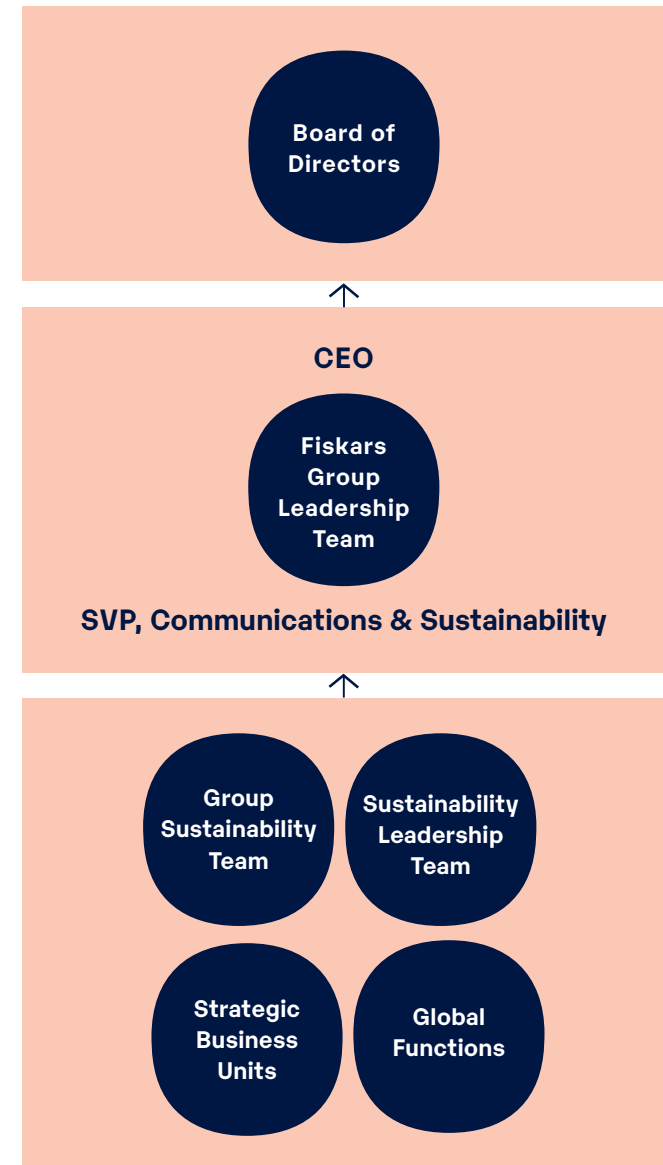 Board of
Directors
CEO
Fiskars
Group
Leadership
Team
SVP, Communications & Sustainability
Group
Sustainability
Team
Sustainability
Leadership
Team
Strategic
Business
Units
Global
Functions